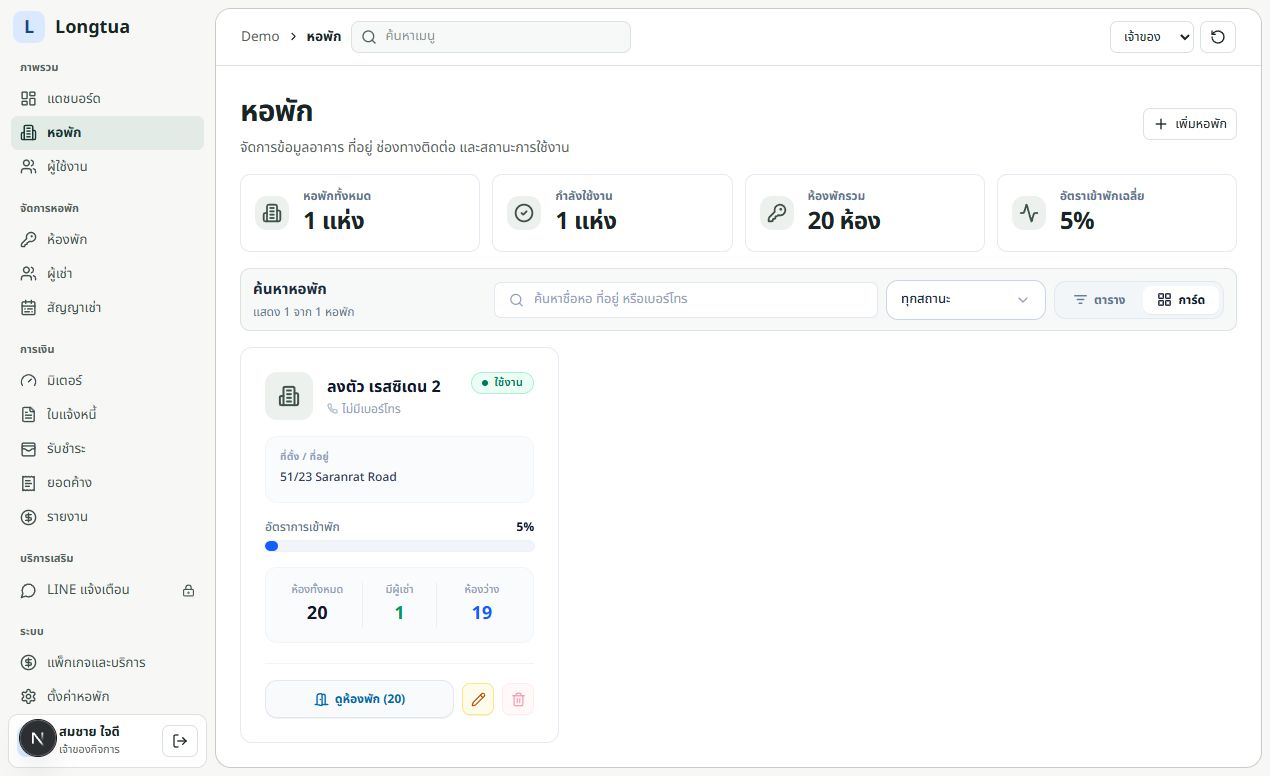 L Longtua
ภาพรวม
แดชบอร์ด
หอพัก
ผู้ใช้งาน
จัดการหอพัก
ห้องพัก
ผู้เช่า
สัญญาเช่า
การเงิน
มิเตอร์
ใบแจ้งหนี้
รับชำระ
ยอดค้าง
รายงาน
บริการเสริม
LINE แจ้งเตือน
ระบบ
แพ็กเกจและบริการ
ตั้งค่าหอพัก
N
สมชาย ใจดี
เจ้าของกิจการ
Demo > หอพัก
ค้นหาเมนู
เจ้าของ
หอพัก
จัดการข้อมูลอาคาร ที่อยู่ ช่องทางติดต่อ และสถานะการใช้งาน
เพิ่มหอพัก
หอพักทั้งหมด
1 แห่ง
กำลังใช้งาน
1 แห่ง
ห้องพักรวม
20 ห้อง
อัตราเข้าพักเฉลี่ย
5%
ค้นหาหอพัก
แสดง 1 จาก 1 หอพัก
ค้นหาชื่อหอ ที่อยู่ หรือเบอร์โทร
ทุกสถานะ
ตาราง
การ์ด
ลงตัว เรสซิเดน 2
ใช้งาน
ไม่มีเบอร์โทร
ที่ตั้ง / ที่อยู่
51/23 Saranrat Road
อัตราการเข้าพัก 5%
ห้องทั้งหมด มีผู้เช่า ห้องว่าง
20 1 19
ดูห้องพัก (20)